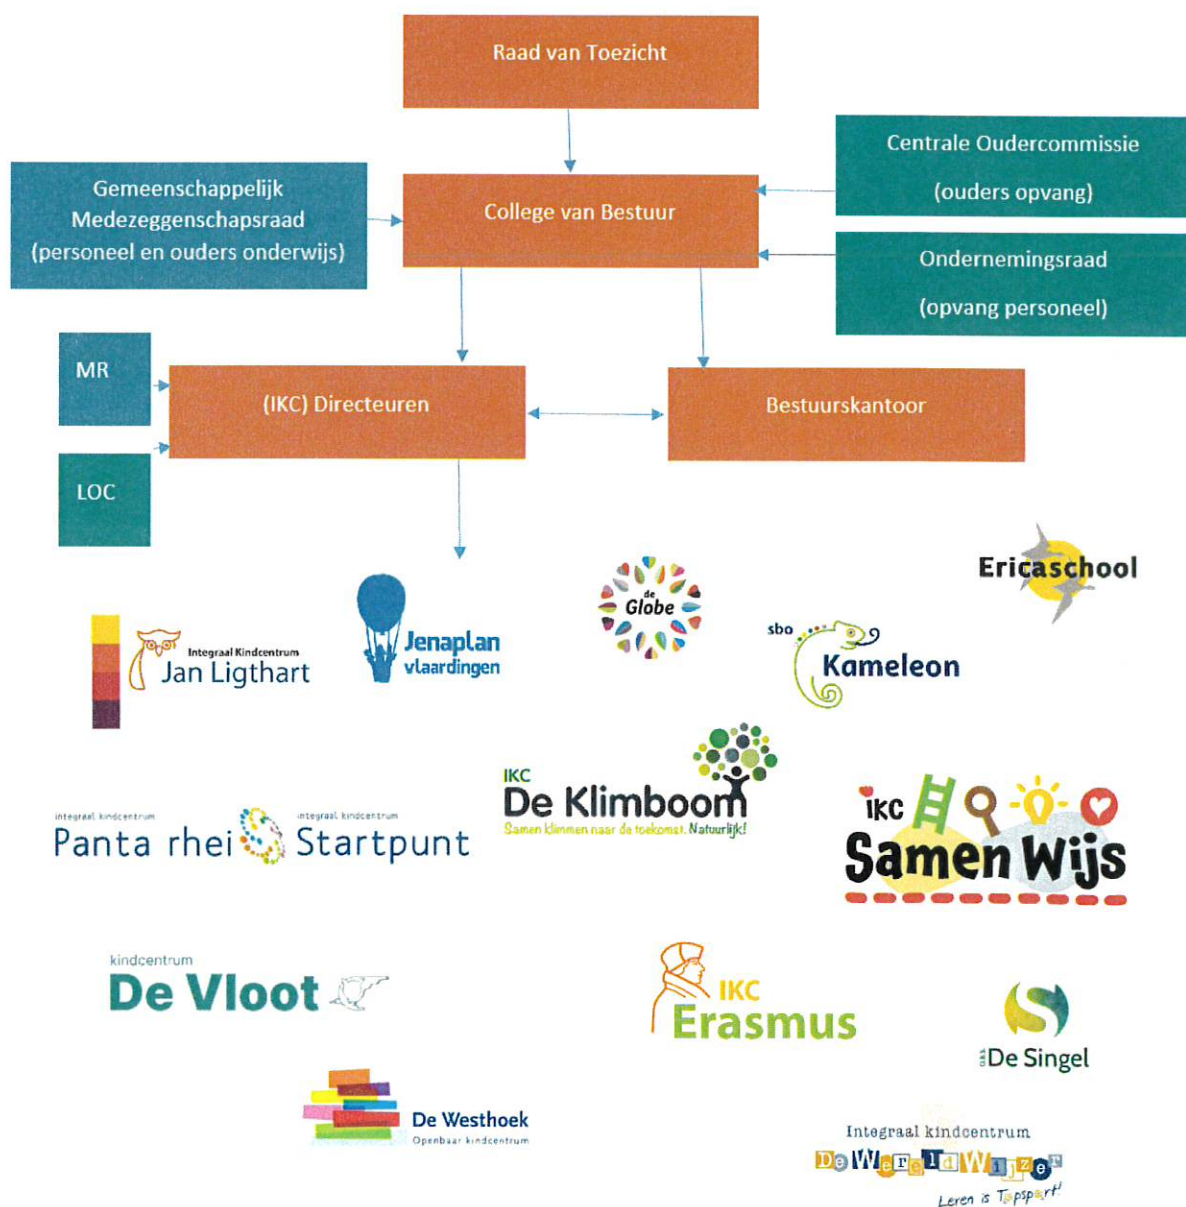 Raad van Toezicht
Centrale Oudercommissie
(ouders opvang)
Gemeenschappelijk
Medezeggenschapsraad
(personeel en ouders onderwijs)
College van Bestuur
Ondernemingsraad
(opvang personeel)
MR
(IKC) Directeuren
Bestuurskantoor
LOC
Ericaschool
de
Globe
Integraal Kindcentrum
Jan Ligthart
Jenaplan
vlaardingen
sbo
Kameleon
IKC
De Klimboom
Samen klimmen naar de toekomst. Natuurlijk!
integraal kindcentrum
Panta rhei
integraal kindcentrum
Startpunt
IKC
Samen Wijs
kindcentrum
De Vloot
IKC
Erasmus
o.b.s.
De Singel
De Westhoek
Openbaar kindcentrum
Integraal kindcentrum
De WereldWijzer
Leren is Topsport!